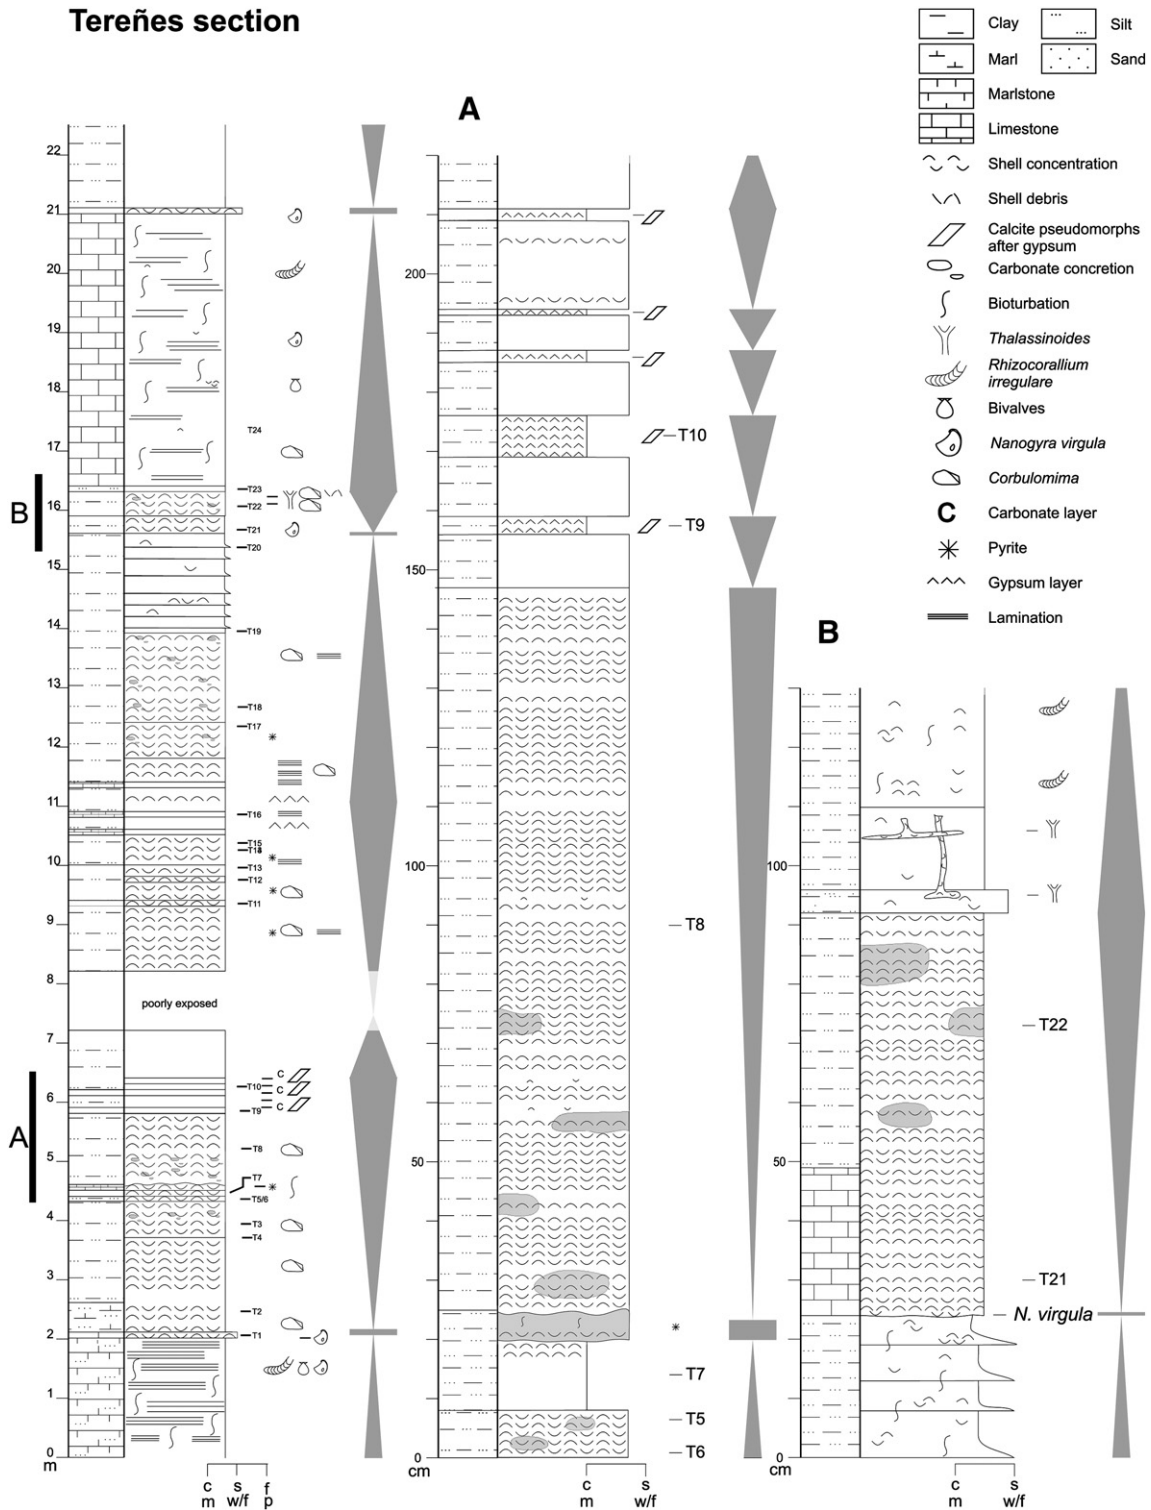 Tereñes section
Clay
Silt
Marl
Sand
Marlstone
Limestone
Shell concentration
Shell debris
Calcite pseudomorphs
after gypsum
Carbonate concretion
Bioturbation
Thalassinoides
Rhizocorallium
irregulare
Bivalves
Nanogyra virgula
Corbulomima
C Carbonate layer
Pyrite
Gypsum layer
Lamination
22
21
20
19
18
T24
17
T23
16
T22
B
T21
T20
15
14
T19
13
T18
T17
12
11
T16
T15
10
T13
T12
T11
9
8
poorly exposed
7
C
T10
C
6
T9
C
A
T8
5
T7
T5/6
4
T3
T4
3
T2
2
T1
1
0
m
c
m
s
w/f
f
p
A
200
T10
T9
150
100
T8
50
T7
T5
T6
0
cm
c
m
s
w/f
B
100
T22
50
T21
N. virgula
0
cm
c
m
s
w/f